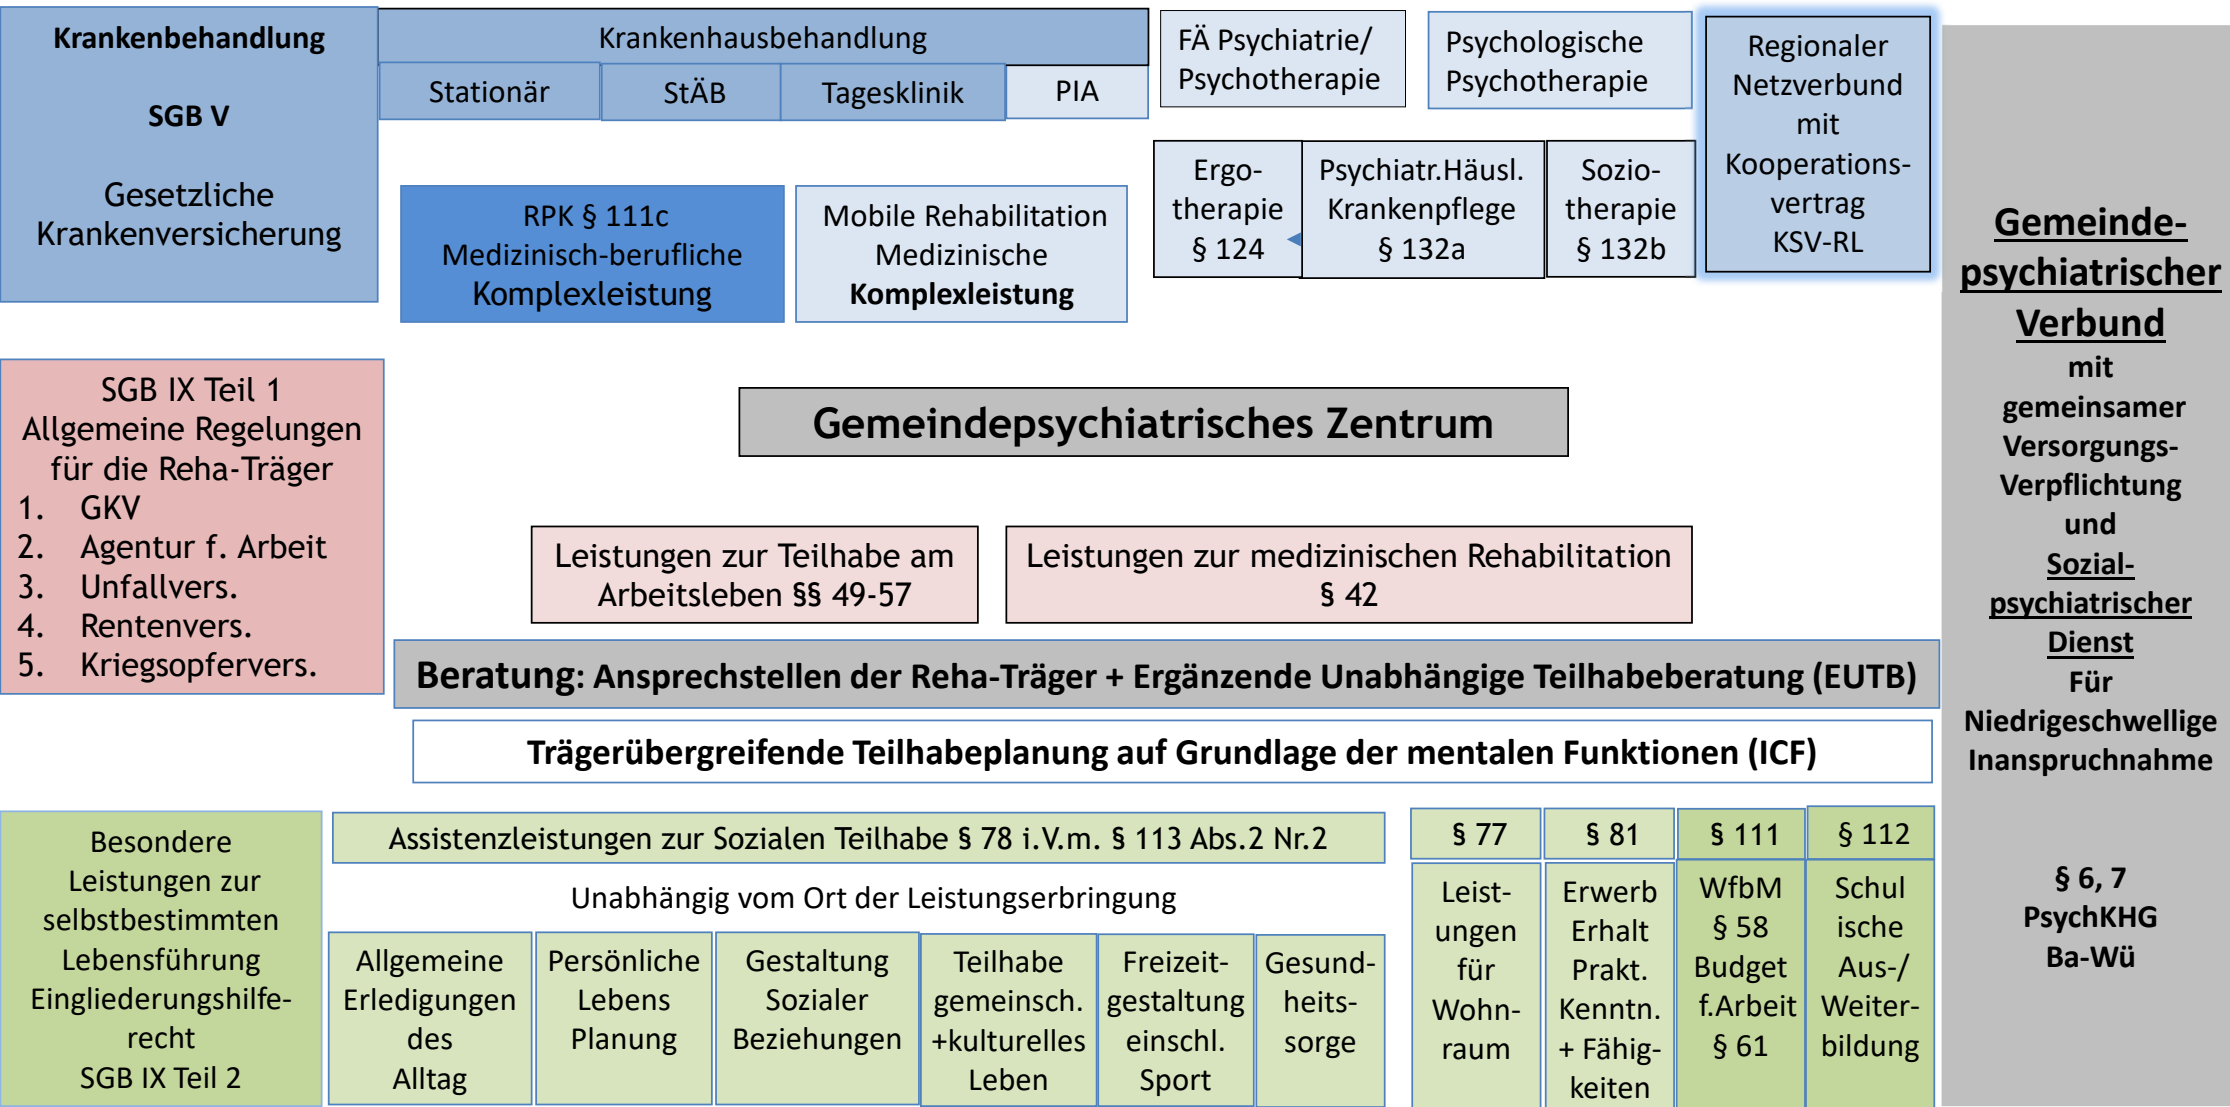 Krankenbehandlung
SGB V
Gesetzliche
Krankenversicherung
Krankenhausbehandlung
Stationär
StÄB
Tagesklinik
PIA
FÄ Psychiatrie/
Psychotherapie
Psychologische
Psychotherapie
Regionaler
Netzverbund
mit
Kooperations-
vertrag
KSV-RL
RPK § 111c
Medizinisch-berufliche
Komplexleistung
Mobile Rehabilitation
Medizinische
Komplexleistung
Ergo-
therapie
§ 124
Psychiatr.Häusl.
Krankenpflege
§ 132a
Sozio-
therapie
§ 132b
SGB IX Teil 1
Allgemeine Regelungen
für die Reha-Träger
1. GKV
2. Agentur f. Arbeit
3. Unfallvers.
4. Rentenvers.
5. Kriegsopfervers.
Gemeindepsychiatrisches Zentrum
Leistungen zur Teilhabe am
Arbeitsleben §§ 49-57
Leistungen zur medizinischen Rehabilitation
§ 42
Beratung: Ansprechstellen der Reha-Träger + Ergänzende Unabhängige Teilhabeberatung (EUTB)
Trägerübergreifende Teilhabeplanung auf Grundlage der mentalen Funktionen (ICF)
Besondere
Leistungen zur
selbstbestimmten
Lebensführung
Eingliederungshilfe-
recht
SGB IX Teil 2
Assistenzleistungen zur Sozialen Teilhabe § 78 i.V.m. § 113 Abs.2 Nr.2
Unabhängig vom Ort der Leistungserbringung
Allgemeine
Erledigungen
des
Alltag
Persönliche
Lebens
Planung
Gestaltung
Sozialer
Beziehungen
Teilhabe
gemeinsch.
+kulturelles
Leben
Freizeit-
gestaltung
einschl.
Sport
Gesund-
heits-
sorge
§ 77
Leist-
ungen
für
Wohn-
raum
§ 81
Erwerb
Erhalt
Prakt.
Kenntn.
+ Fähig-
keiten
§ 111
WfbM
§ 58
Budget
f.Arbeit
§ 61
§ 112
Schul
ische
Aus-/
Weiter-
bildung
Gemeinde-
psychiatrischer
Verbund
mit
gemeinsamer
Versorgungs-
Verpflichtung
und
Sozial-
psychiatrischer
Dienst
Für
Niedrigeschwellige
Inanspruchnahme
§ 6, 7
PsychKHG
Ba-Wü